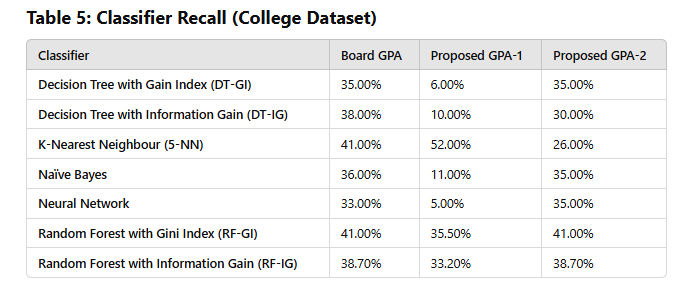 Table 5: Classifier Recall (College Dataset)
Classifier Board GPA Proposed GPA-1 Proposed GPA-2
Decision Tree with Gain Index (DT-GI) 35.00% 6.00% 35.00%
Decision Tree with Information Gain (DT-IG) 38.00% 10.00% 30.00%
K-Nearest Neighbour (5-NN) 41.00% 52.00% 26.00%
Naïve Bayes 36.00% 11.00% 35.00%
Neural Network 33.00% 5.00% 35.00%
Random Forest with Gini Index (RF-GI) 41.00% 35.50% 41.00%
Random Forest with Information Gain (RF-IG) 38.70% 33.20% 38.70%